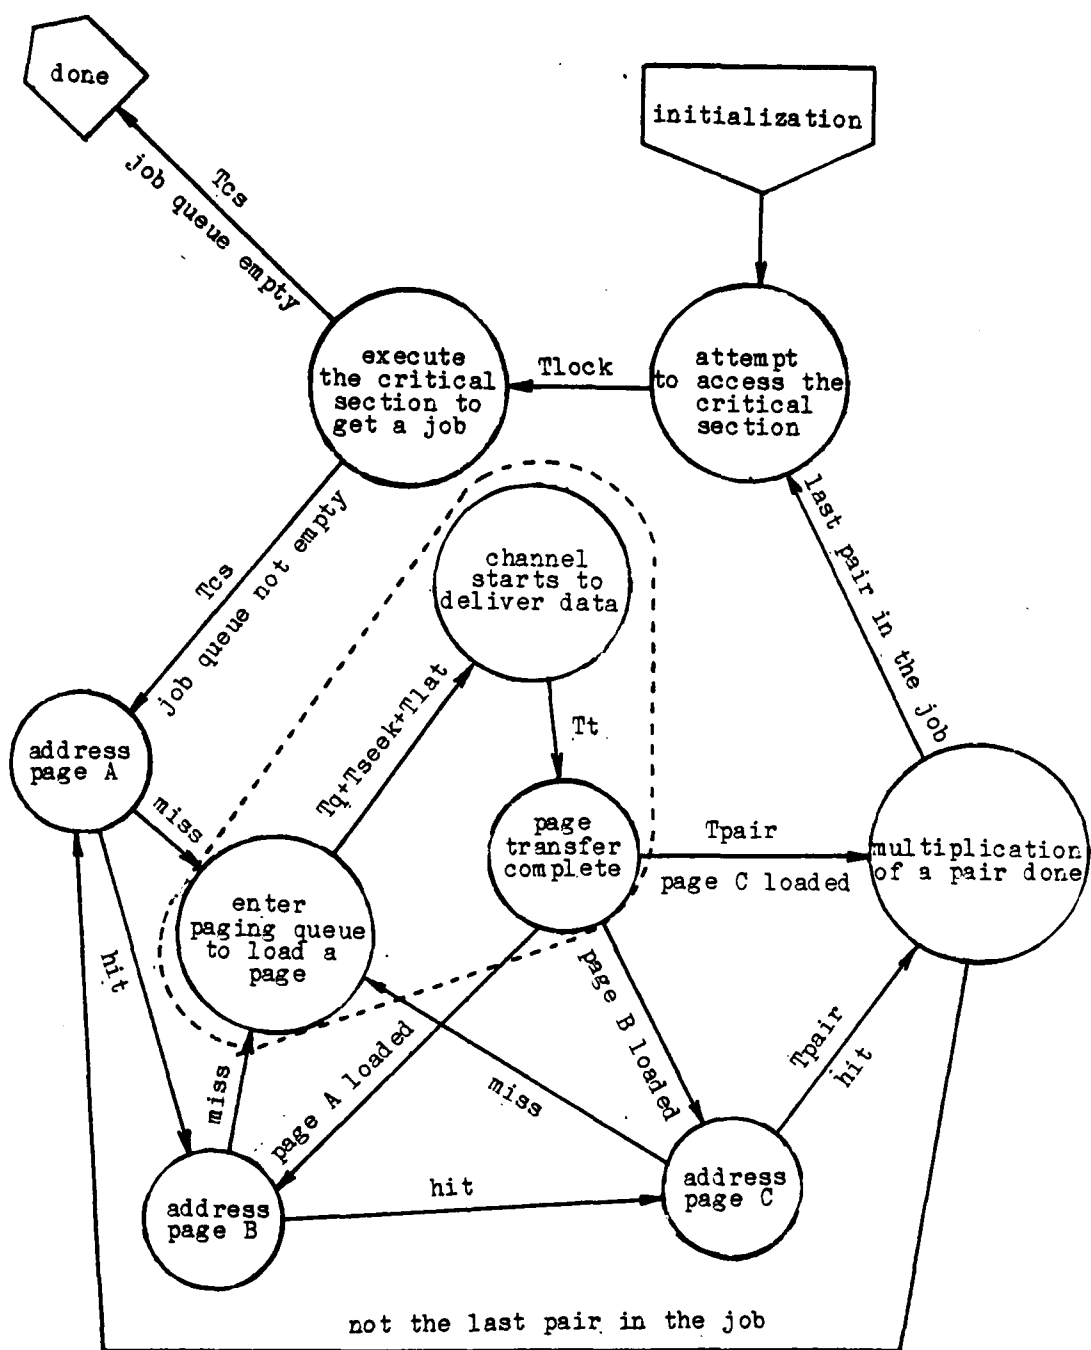 done
initialization
Tcs
job queue empty
execute
the critical
section to
get a job
Tlock
attempt
to access the
critical
section
last pair in the job
Tcs
job queue not empty
channel
starts to
deliver data
Tq+Tseek+Tlat
Tt
address
page A
miss
page
transfer
complete
Tpair
page C loaded
multiplication
of a pair done
enter
paging queue
to load a
page
hit
miss
page A loaded
page B loaded
miss
Tpair
hit
address
page B
hit
address
page C
not the last pair in the job